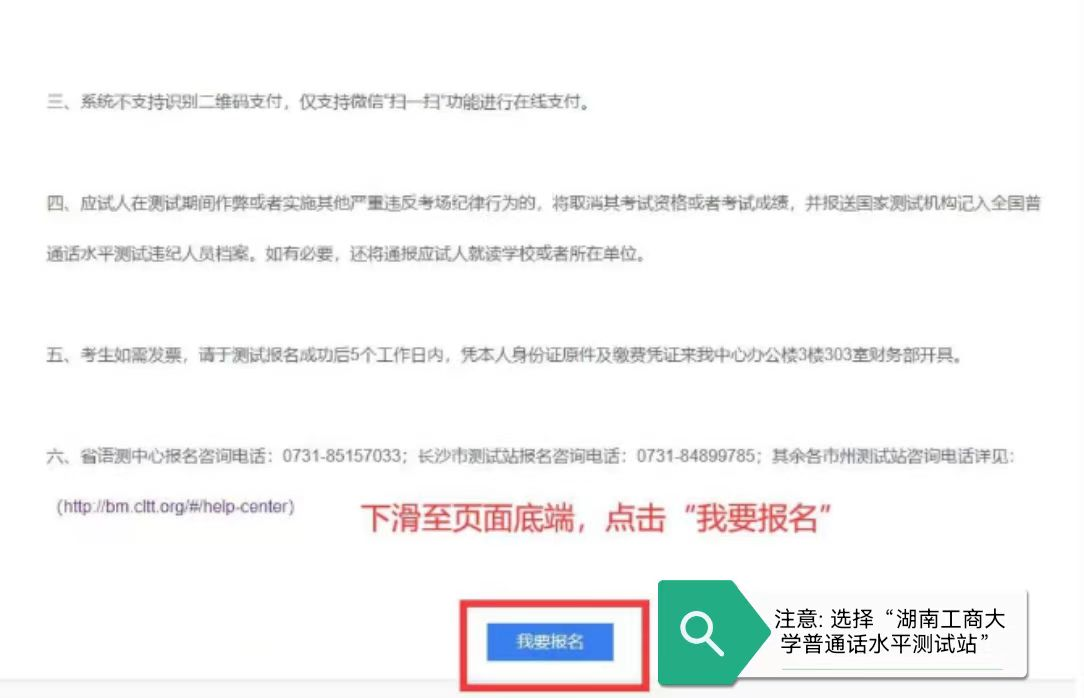 三、系统不支持识别二维码支付，仅支持微信“扫一扫”功能进行在线支付。
四、应试人在测试期间作弊或者实施其他严重违反考场纪律行为的，将取消其考试资格或者考试成绩，并报送国家测试机构记入全国普
通话水平测试违纪人员档案。如有必要，还将通报应试人就读学校或者所在单位。
五、考生如需发票，请于测试报名成功后5个工作日内，凭本人身份证原件及缴费凭证来我中心办公楼3楼303室财务部开具。
六、省语测中心报名咨询电话：0731-85157033；长沙市测试站报名咨询电话：0731-84899785；其余各市州测试站咨询电话详见：
（http://bm.cltt.org/#/help-center）
下滑至页面底端，点击“我要报名”
我要报名
注意: 选择“湖南工商大
学普通话水平测试站”